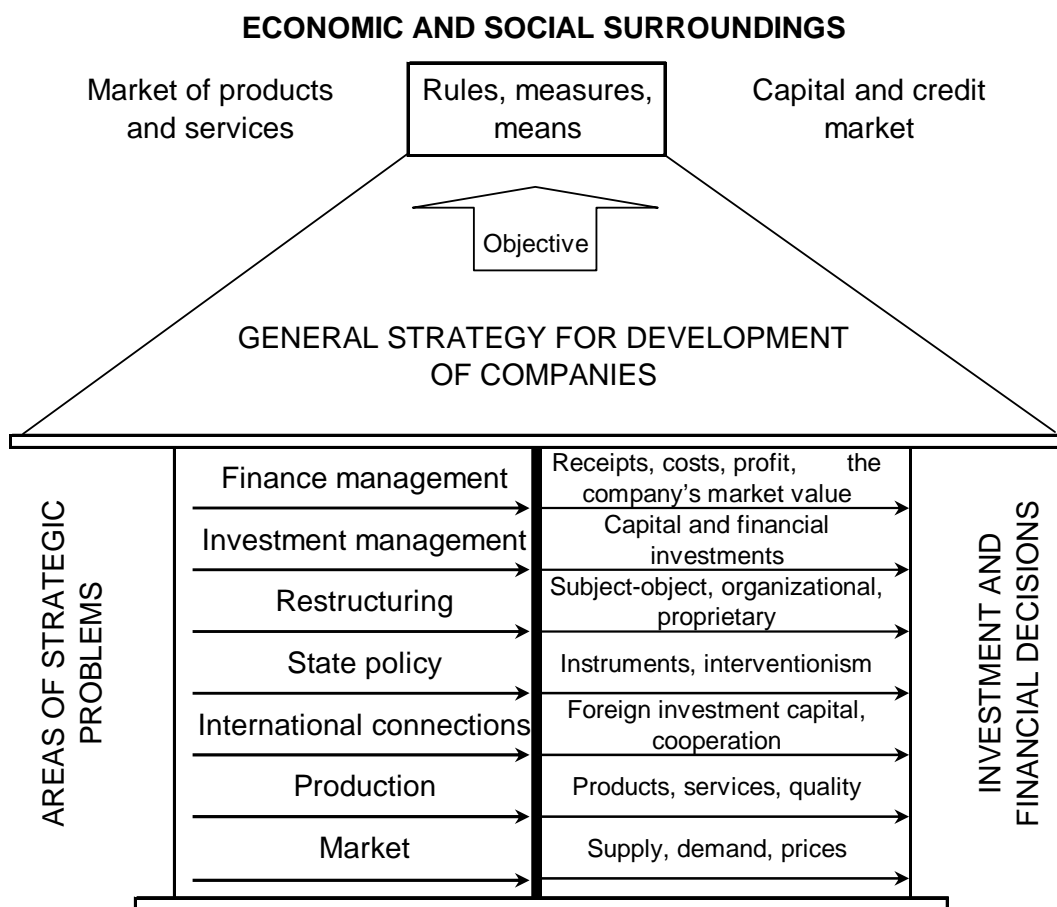 ECONOMIC AND SOCIAL SURROUNDINGS
Market of products
and services
Rules, measures,
means
Capital and credit
market
Objective
GENERAL STRATEGY FOR DEVELOPMENT
OF COMPANIES
AREAS OF STRATEGIC
PROBLEMS
Finance management
Receipts, costs, profit, the
company's market value
Investment management
Capital and financial
investments
Restructuring
Subject-object, organizational,
proprietary
State policy
Instruments, interventionism
International connections
Foreign investment capital,
cooperation
Production
Products, services, quality
Market
Supply, demand, prices
INVESTMENT AND
FINANCIAL DECISIONS